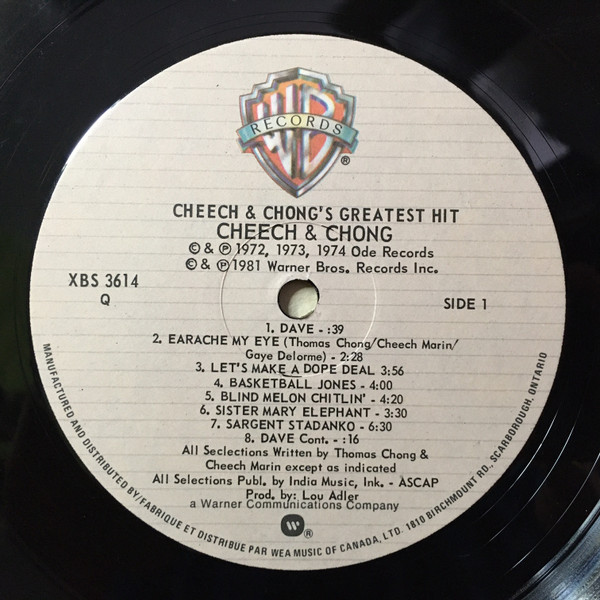 RECORDS
®
CHEECH & CHONG'S GREATEST HIT
CHEECH & CHONG
© & ℗ 1972, 1973, 1974 Ode Records
© & ℗ 1981 Warner Bros. Records Inc.
XBS 3614
Q
SIDE 1
1. DAVE - :39
2. EARACHE MY EYE (Thomas Chong/Cheech Marin/
Gaye Delorme) - 2:28
3. LET'S MAKE A DOPE DEAL 3:56
4. BASKETBALL JONES - 4:00
5. BLIND MELON CHITLIN' - 4:20
6. SISTER MARY ELEPHANT - 3:30
7. SARGENT STADANKO - 6:30
8. DAVE Cont. - :16
All Seclections Written by Thomas Chong &
Cheech Marin except as indicated
All Selections Publ. by India Music, Ink. - ASCAP
Prod. by: Lou Adler
a Warner Communications Company
®
MANUFACTURED AND DISTRIBUTED BY/FABRIQUE ET DISTRIBUE PAR WEA MUSIC OF CANADA, LTD. 1810 BIRCHMOUNT RD., SCARBOROUGH, ONTARIO